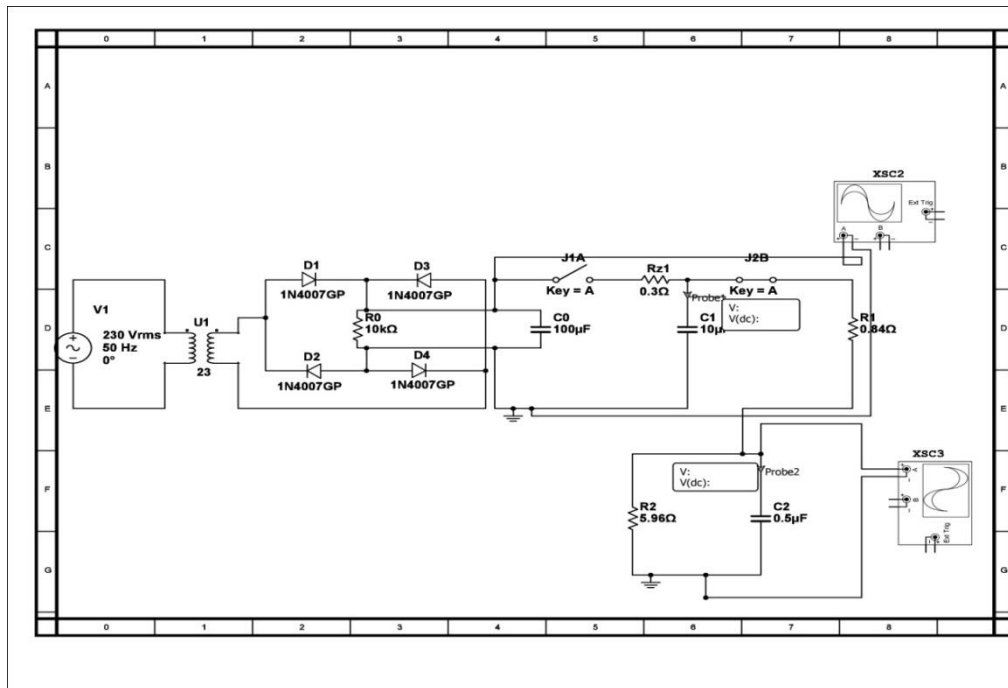 0 1 2 3 4 5 6 7 8
A A
B B
XSC2
Ext Trig
A B
C C
D1 D3 J1A J2B
1N4007GP 1N4007GP Key = A Rz1 Key = A
0.3Ω
V1 Probe1 V:
V(dc):
D D
U1 R0 C0 C1 R1
230 Vrms 10kΩ 100µF 0.84Ω
50 Hz
0°
D2 D4
23
1N4007GP 1N4007GP
E E
XSC3
V: Probe2
V(dc):
A
F F
B
R2 C2
5.96Ω 0.5µF
Ext Trig
G G
0 1 2 3 4 5 6 7 8